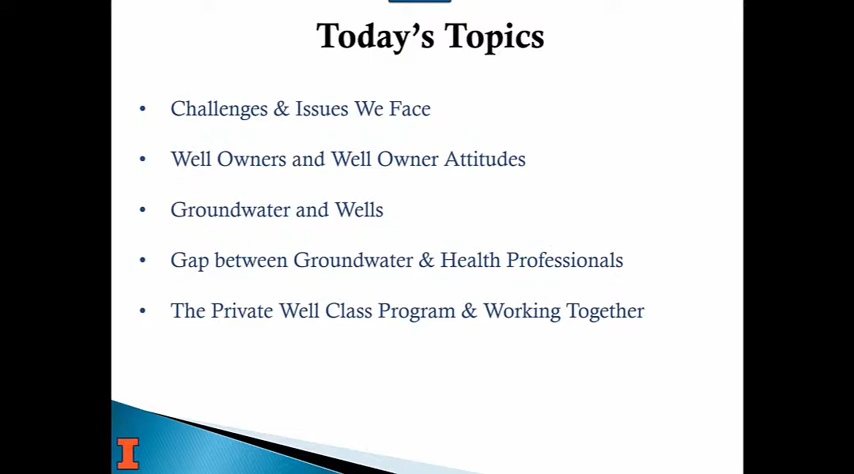 Today's Topics
• Challenges & Issues We Face
• Well Owners and Well Owner Attitudes
• Groundwater and Wells
• Gap between Groundwater & Health Professionals
• The Private Well Class Program & Working Together
I